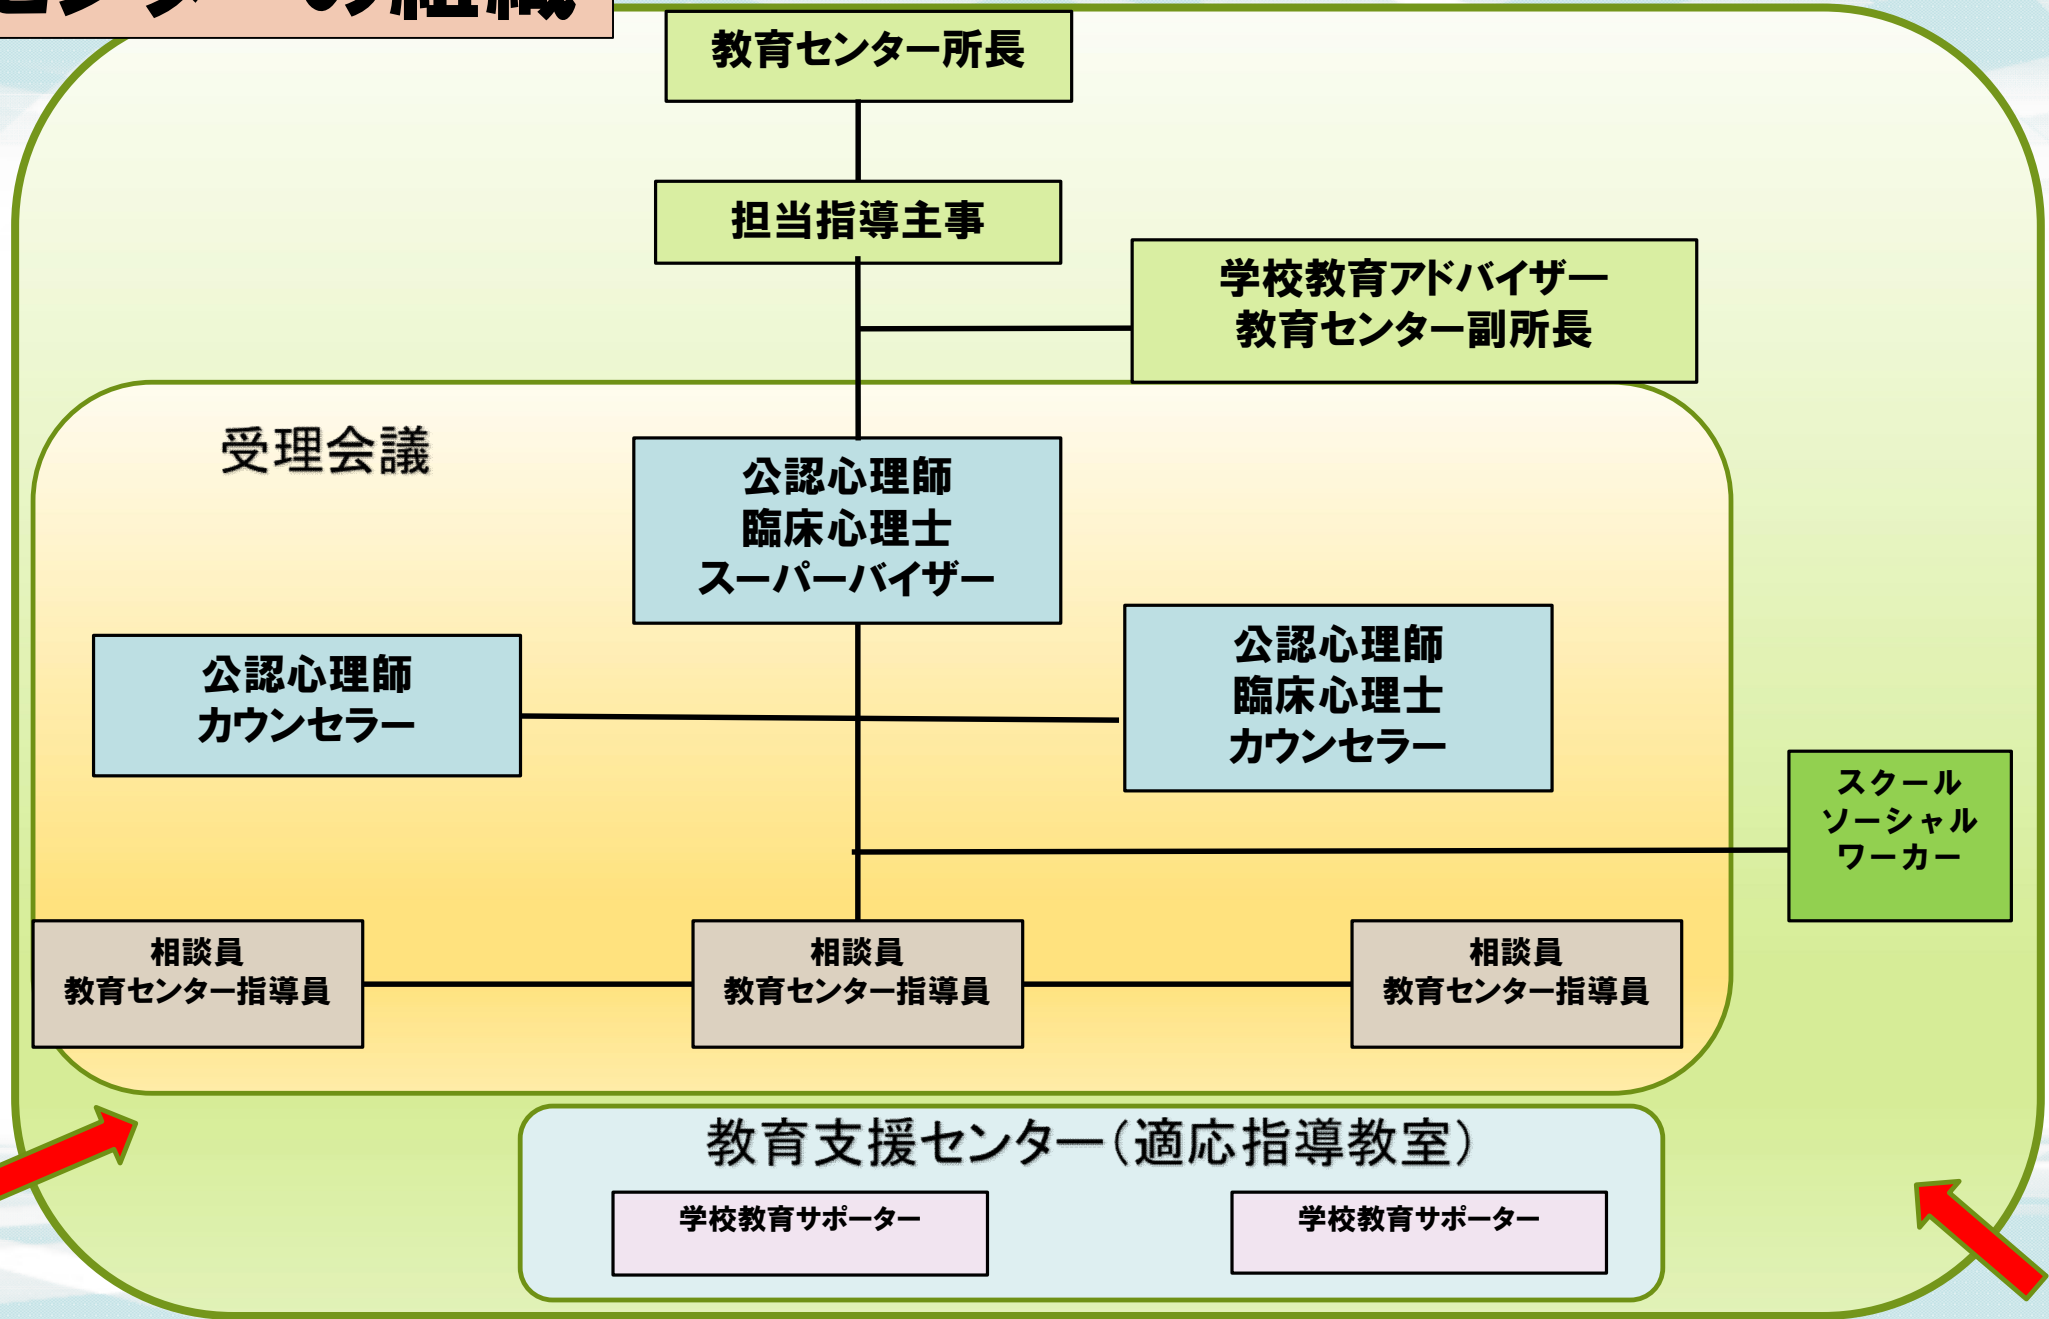 センターの組織
教育センター所長
担当指導主事
学校教育アドバイザー
教育センター副所長
受理会議
公認心理師
臨床心理士
スーパーバイザー
公認心理師
カウンセラー
公認心理師
臨床心理士
カウンセラー
スクール
ソーシャル
ワーカー
相談員
教育センター指導員
相談員
教育センター指導員
相談員
教育センター指導員
教育支援センター（適応指導教室）
学校教育サポーター
学校教育サポーター